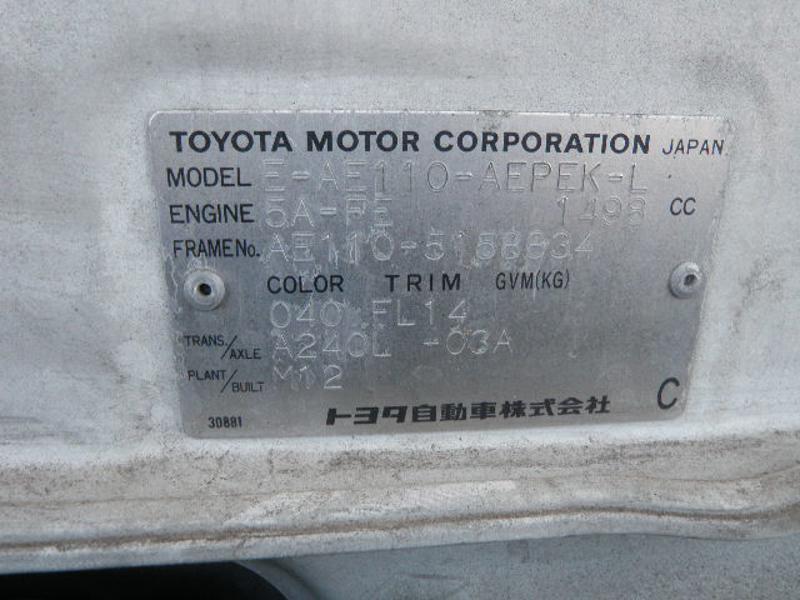 TOYOTA MOTOR CORPORATION JAPAN
MODEL E-AE110-AEPEK-L
ENGINE 5A-FE 1498 CC
FRAME No. AE110-5158834
COLOR TRIM GVM(KG)
040 FL14
TRANS./AXLE A240L -03A
PLANT/BUILT M12
30881 トヨタ自動車株式会社 C